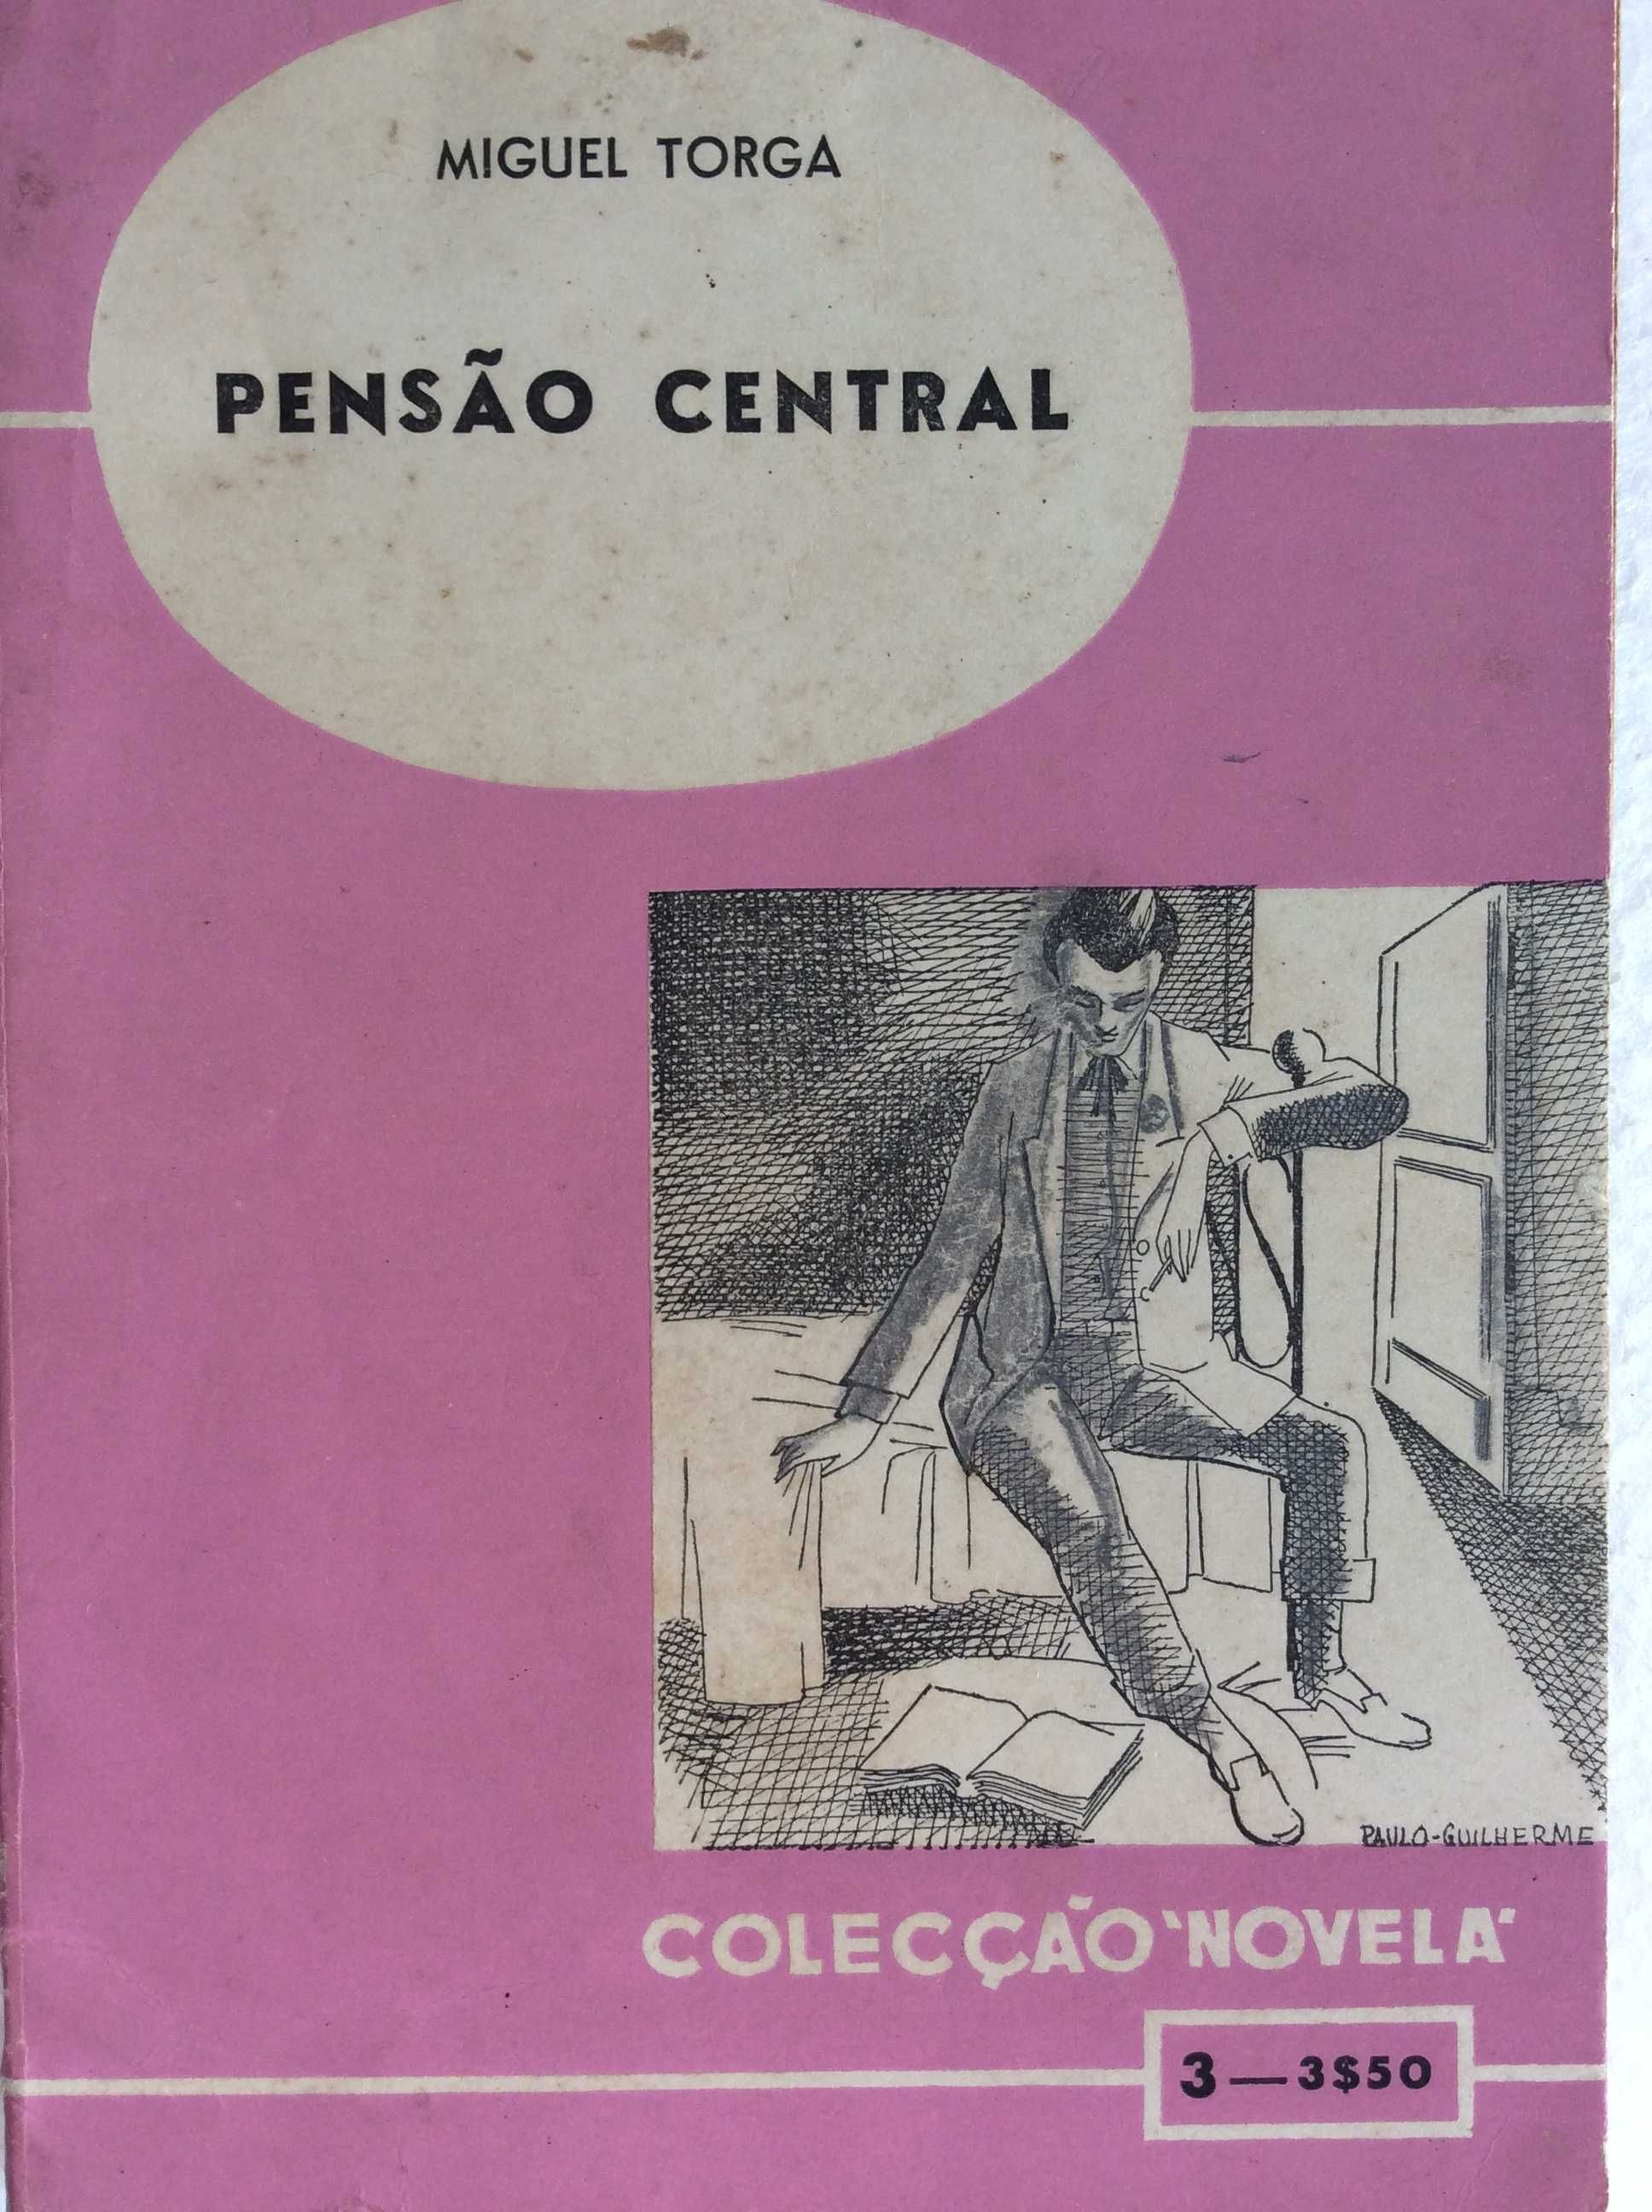 MIGUEL TORGA
PENSÃO CENTRAL
PAULO-GUILHERME
COLECÇÃO "NOVELA"
3 — 3$50